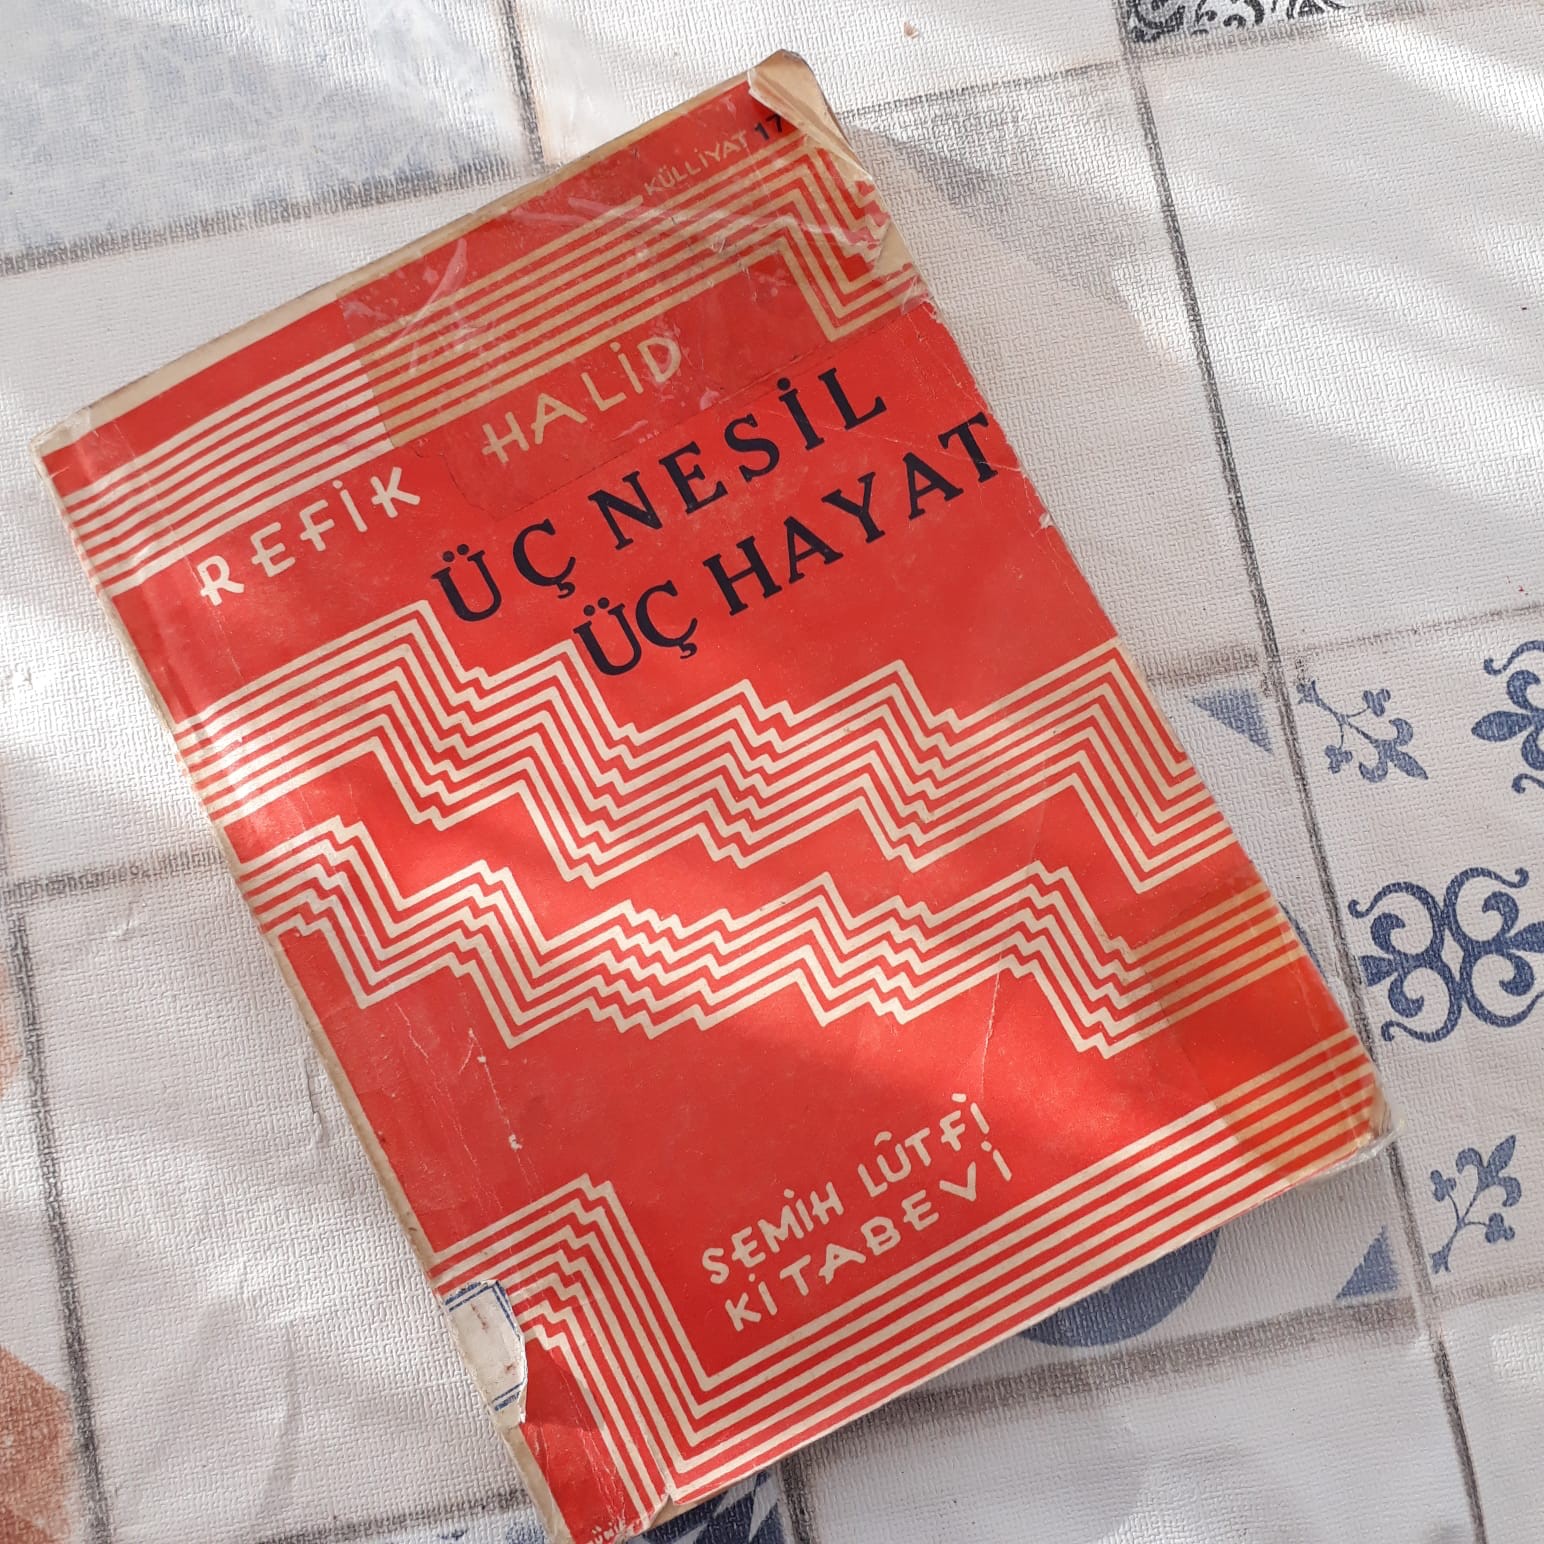 KÜLLİYAT 17
REFİK HALİD
ÜÇ NESİL
ÜÇ HAYAT
SEMİH LÛTFİ
KİTABEVİ